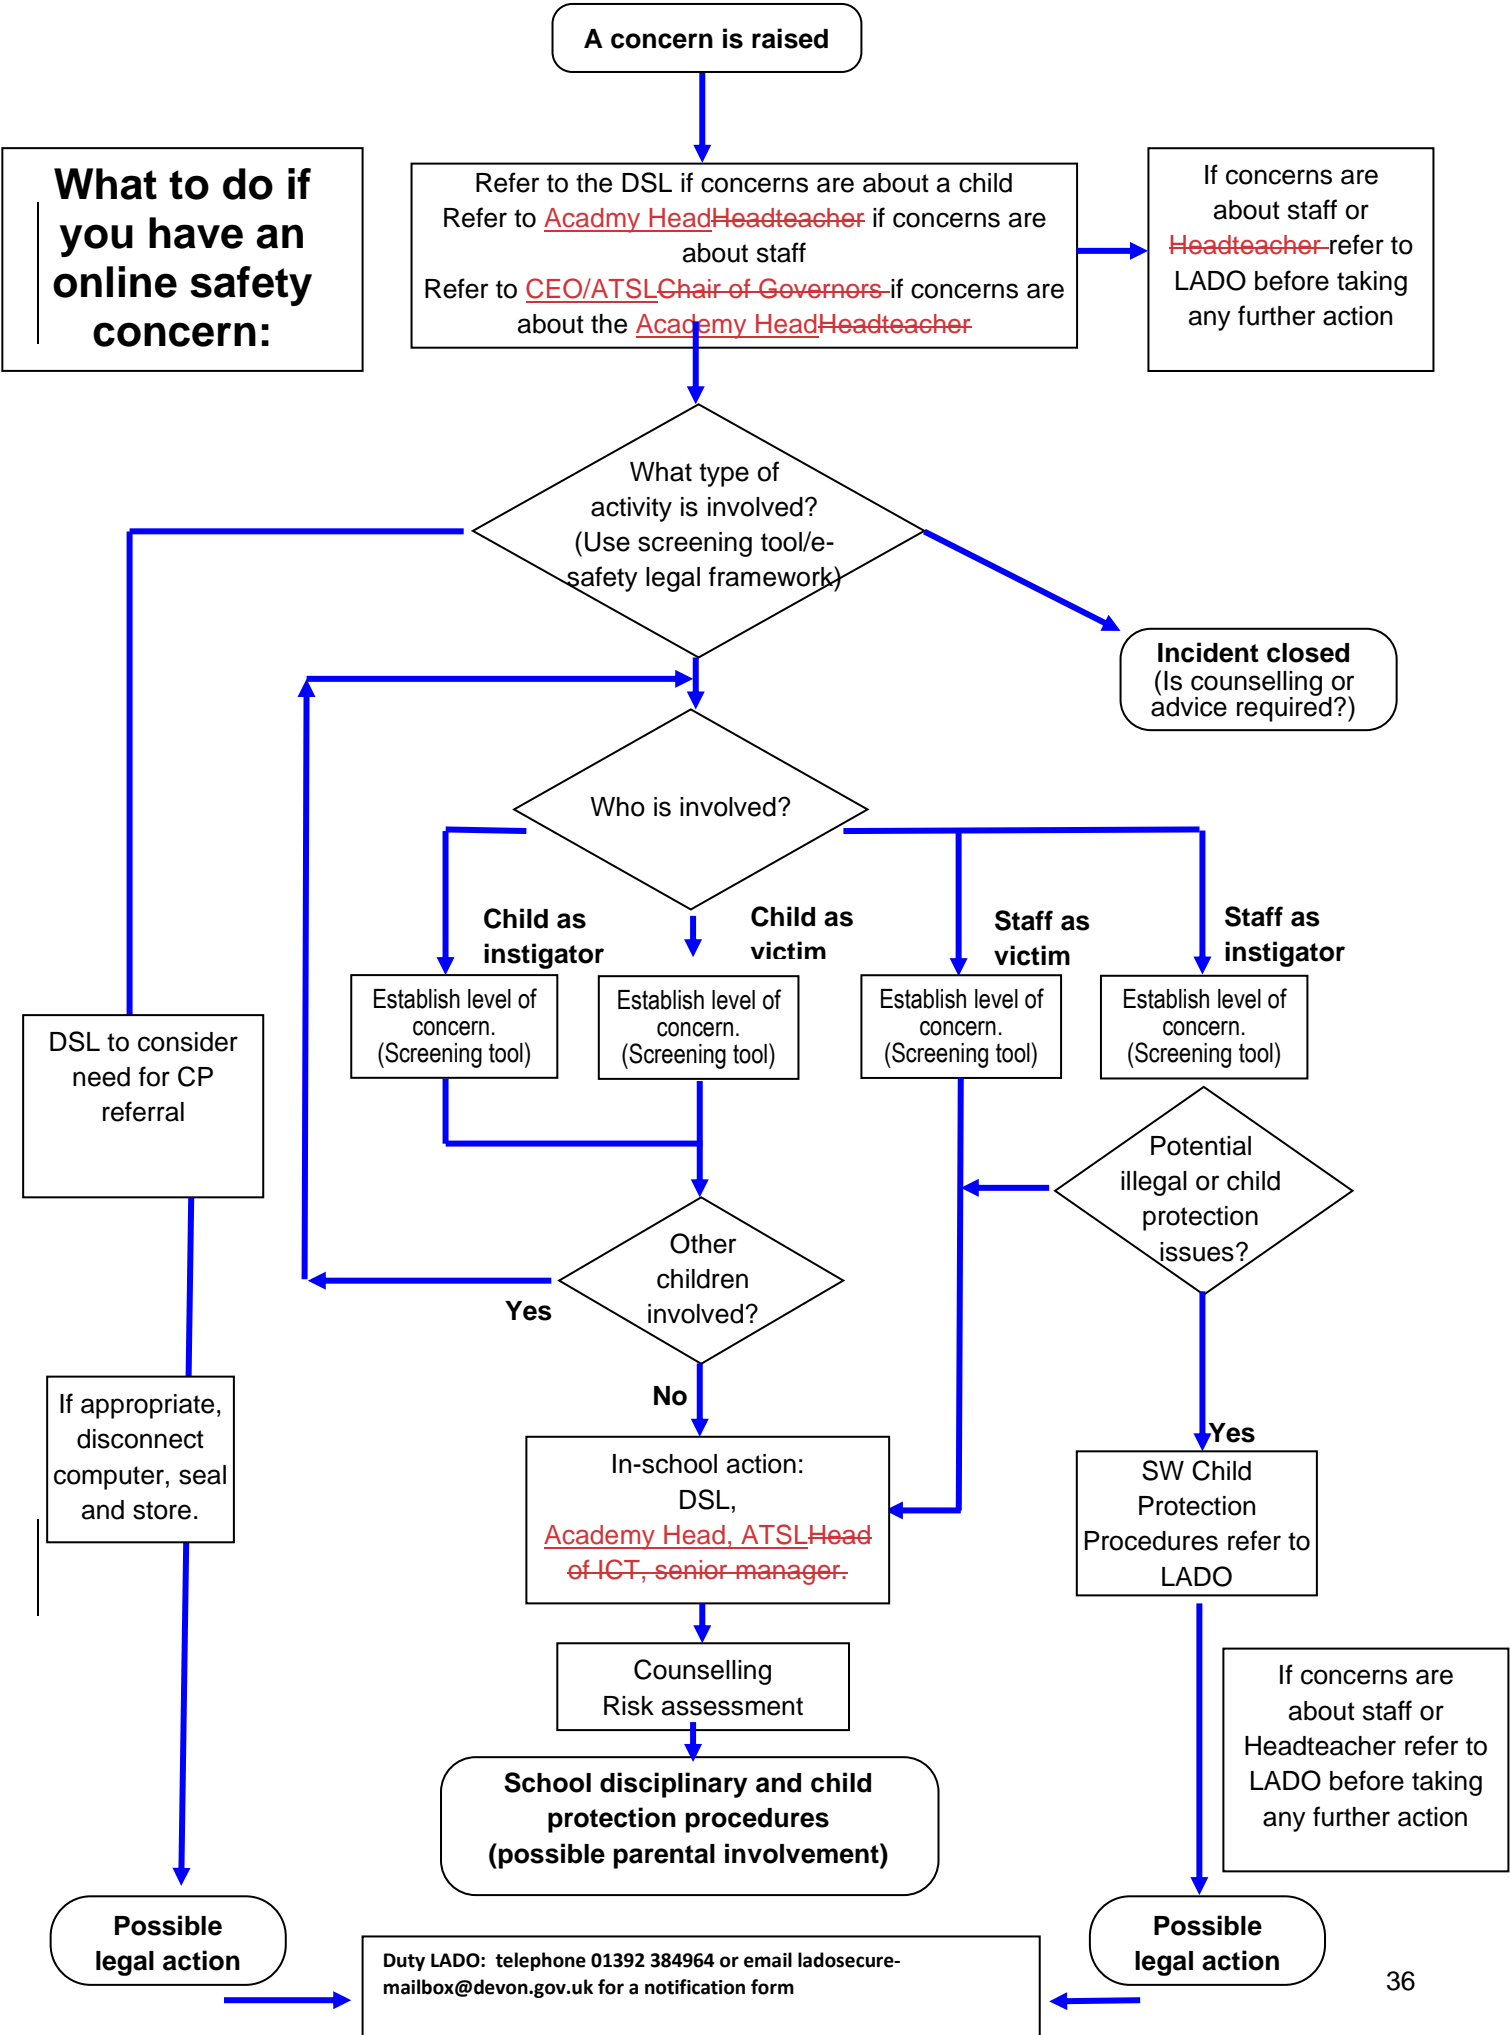 A concern is raised
What to do if
you have an
online safety
concern:
Refer to the DSL if concerns are about a child
Refer to Acadmy HeadHeadteacher if concerns are
about staff
Refer to CEO/ATSLChair of Governors if concerns are
about the Academy HeadHeadteacher
If concerns are
about staff or
Headteacher refer to
LADO before taking
any further action
What type of
activity is involved?
(Use screening tool/e-
safety legal framework)
Incident closed
(Is counselling or
advice required?)
Who is involved?
Child as
instigator
Child as
victim
Staff as
victim
Staff as
instigator
Establish level of
concern.
(Screening tool)
Establish level of
concern.
(Screening tool)
Establish level of
concern.
(Screening tool)
Establish level of
concern.
(Screening tool)
DSL to consider
need for CP
referral
Potential
illegal or child
protection
issues?
Other
children
involved?
Yes
No
If appropriate,
disconnect
computer, seal
and store.
In-school action:
DSL,
Academy Head, ATSLHead
of ICT, senior manager.
Yes
SW Child
Protection
Procedures refer to
LADO
Counselling
Risk assessment
If concerns are
about staff or
Headteacher refer to
LADO before taking
any further action
School disciplinary and child
protection procedures
(possible parental involvement)
Possible
legal action
Possible
legal action
Duty LADO: telephone 01392 384964 or email ladosecure-
mailbox@devon.gov.uk for a notification form
36